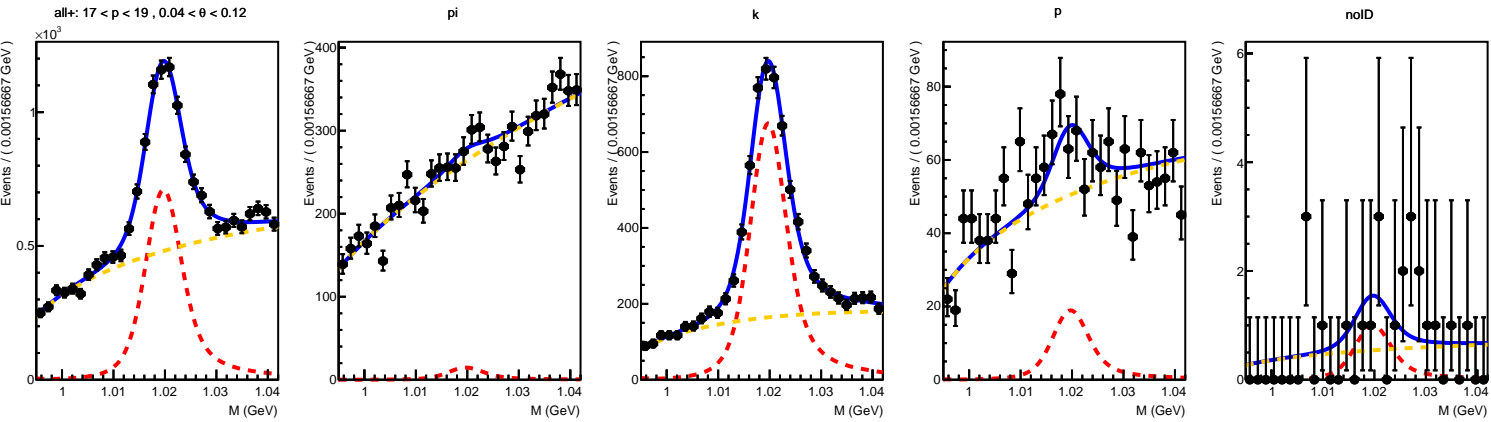 all+: 17 < p < 19 , 0.04 < θ < 0.12
×10³
Events / ( 0.00156667 GeV )
1
0.5
0
1 1.01 1.02 1.03 1.04
M (GeV)
pi
Events / ( 0.00156667 GeV )
400
300
200
100
0
1 1.01 1.02 1.03 1.04
M (GeV)
k
Events / ( 0.00156667 GeV )
800
600
400
200
0
1 1.01 1.02 1.03 1.04
M (GeV)
p
Events / ( 0.00156667 GeV )
80
60
40
20
0
1 1.01 1.02 1.03 1.04
M (GeV)
noID
Events / ( 0.00156667 GeV )
6
4
2
0
1 1.01 1.02 1.03 1.04
M (GeV)